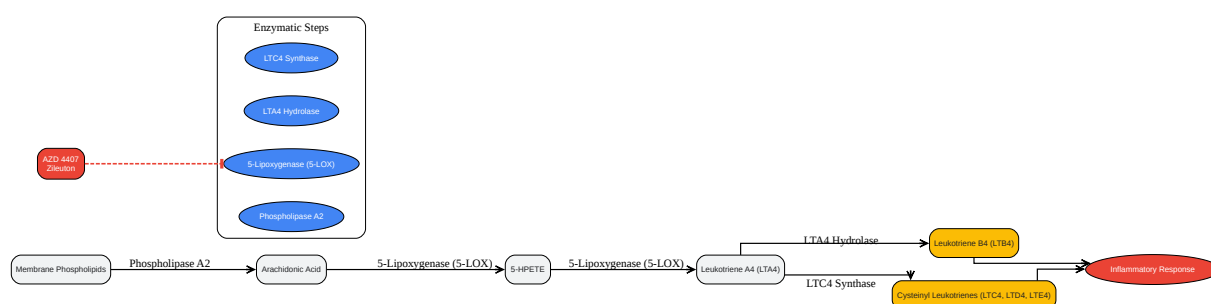 Enzymatic Steps
LTC4 Synthase
LTA4 Hydrolase
AZD 4407
Zileuton
5-Lipoxygenase (5-LOX)
Phospholipase A2
LTA4 Hydrolase
Leukotriene B4 (LTB4)
Membrane Phospholipids
Phospholipase A2
Arachidonic Acid
5-Lipoxygenase (5-LOX)
5-HPETE
5-Lipoxygenase (5-LOX)
Leukotriene A4 (LTA4)
Inflammatory Response
LTC4 Synthase
Cysteinyl Leukotrienes (LTC4, LTD4, LTE4)